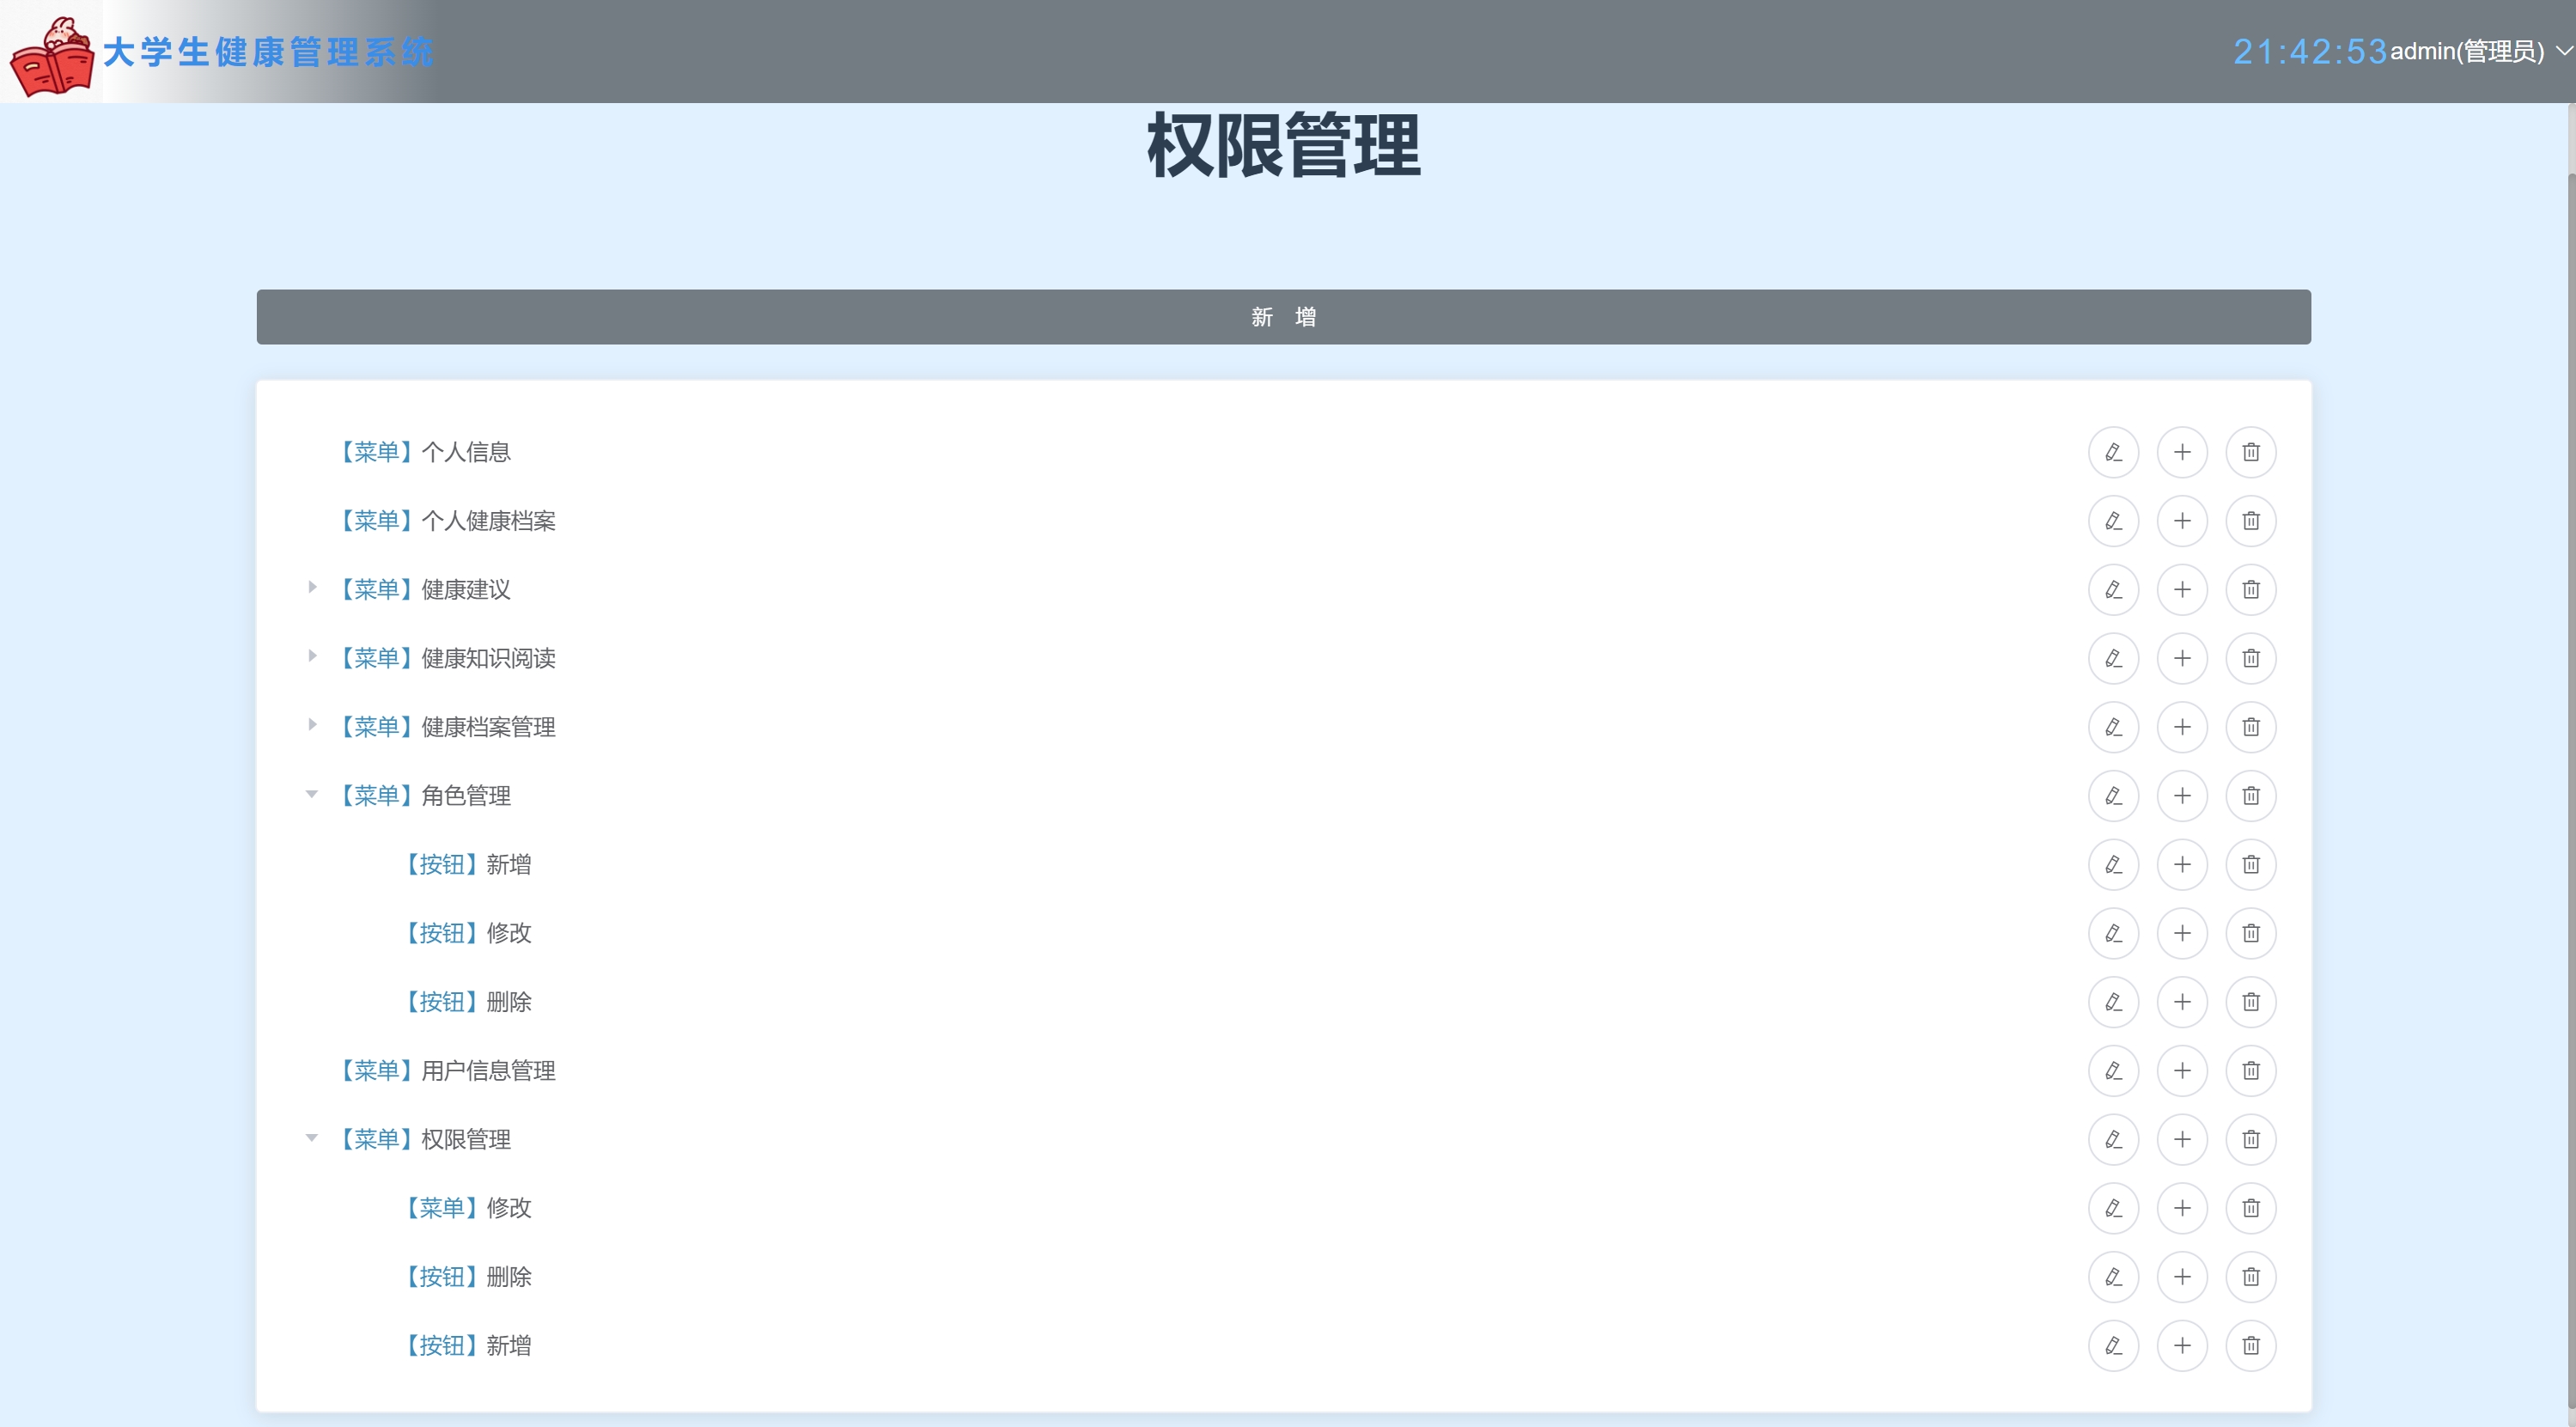 大学生健康管理系统
21:42:53 admin(管理员)
权限管理
新 增
【菜单】个人信息
【菜单】个人健康档案
【菜单】健康建议
【菜单】健康知识阅读
【菜单】健康档案管理
【菜单】角色管理
【按钮】新增
【按钮】修改
【按钮】删除
【菜单】用户信息管理
【菜单】权限管理
【菜单】修改
【按钮】删除
【按钮】新增